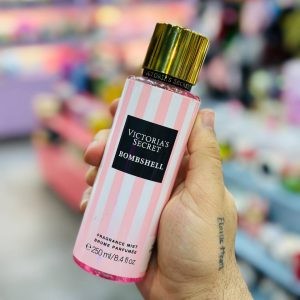 VICTORIA'S SECRET
VICTORIA'S
SECRET
BOMBSHELL
FRAGRANCE MIST
BRUME PARFUMÉE
℮ 250 ml/8.4 fl oz